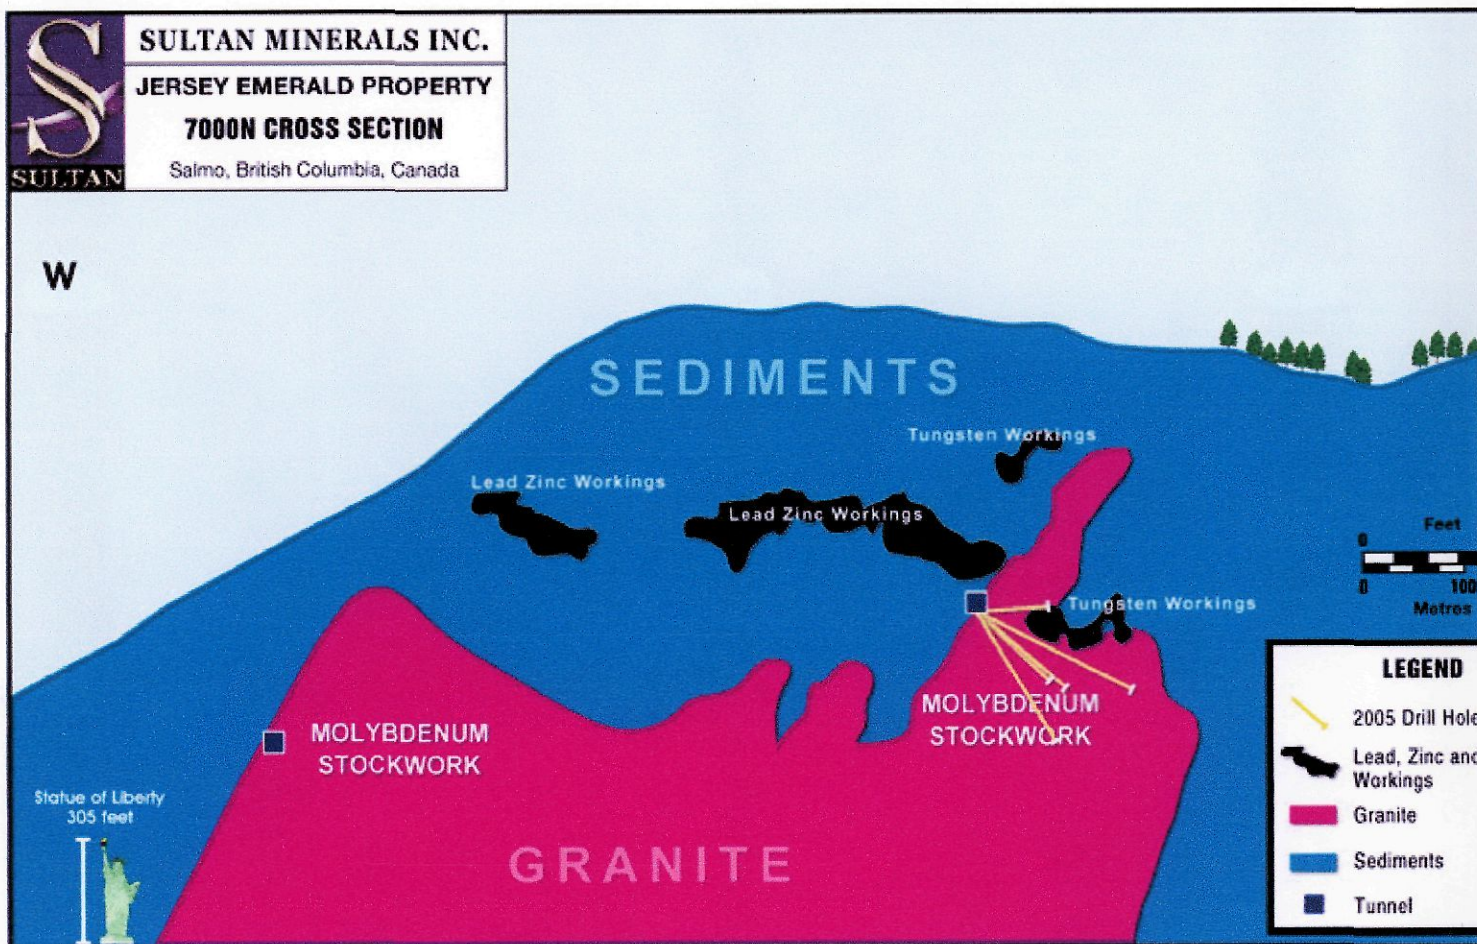 SULTAN
SULTAN MINERALS INC.
JERSEY EMERALD PROPERTY
7000N CROSS SECTION
Salmo, British Columbia, Canada
W
SEDIMENTS
Tungsten Workings
Lead Zinc Workings
Lead Zinc Workings
Feet
0
0 100
Metres
Tungsten Workings
MOLYBDENUM
STOCKWORK
MOLYBDENUM
STOCKWORK
Statue of Liberty
305 feet
GRANITE
LEGEND
2005 Drill Hole
Lead, Zinc and
Workings
Granite
Sediments
Tunnel